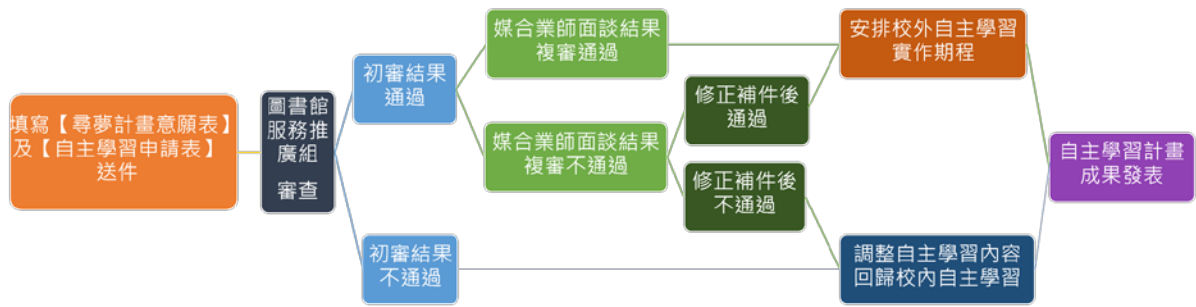 填寫【尋夢計畫意願表】
及【自主學習申請表】
送件
圖書館
服務推
廣組
審查
初審結果
通過
初審結果
不通過
媒合業師面談結果
複審通過
媒合業師面談結果
複審不通過
修正補件後
通過
修正補件後
不通過
安排校外自主學習
實作期程
調整自主學習內容
回歸校內自主學習
自主學習計畫
成果發表